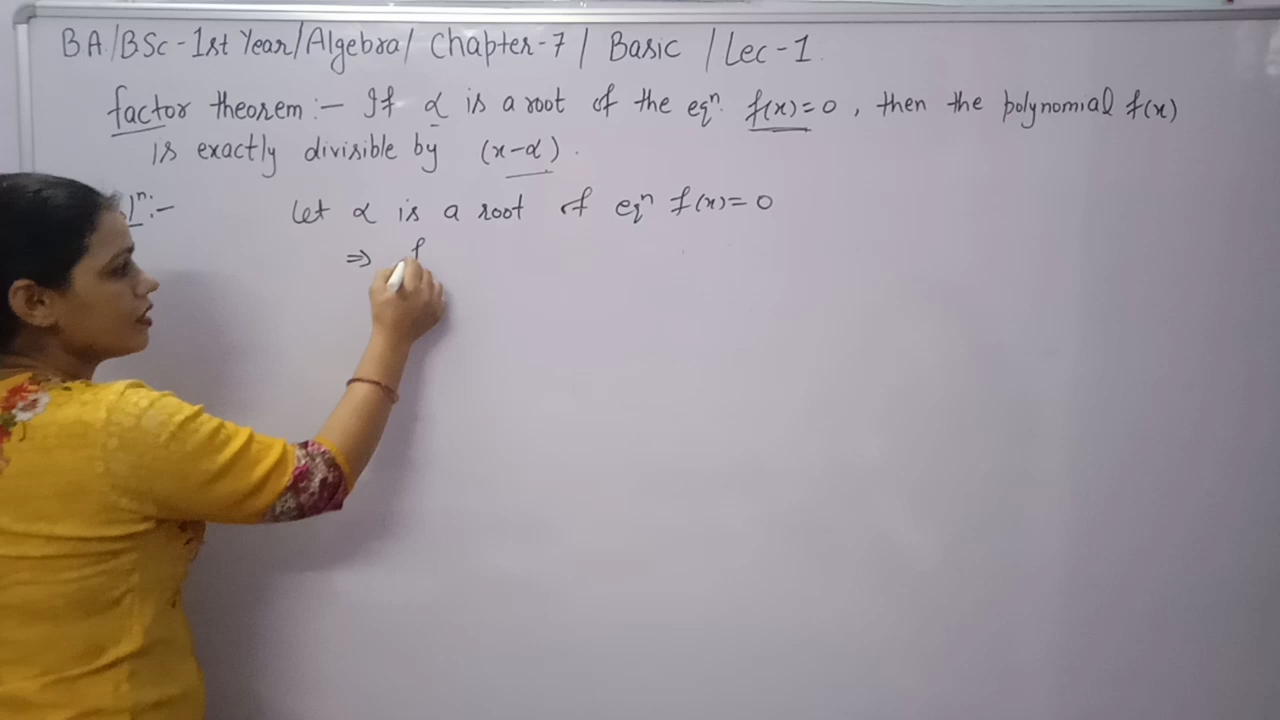 BA/BSc-1st Year/Algebra/ Chapter-7 / Basic / Lec-1.
factor theorem:- If α is a root of the eqⁿ. f(x)=0, then the polynomial f(x)
is exactly divisible by (x-α).
lⁿ:- Let α is a root of eqⁿ f(x)=0
⇒ f